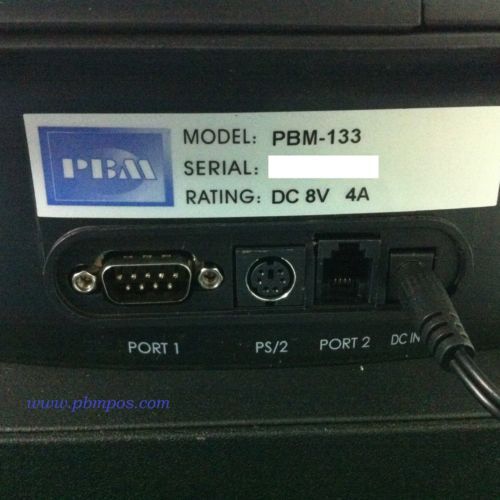 PBM
MODEL: PBM-133
SERIAL:
RATING: DC 8V 4A
PORT 1
PS/2
PORT 2
DC IN
www.pbmpos.com